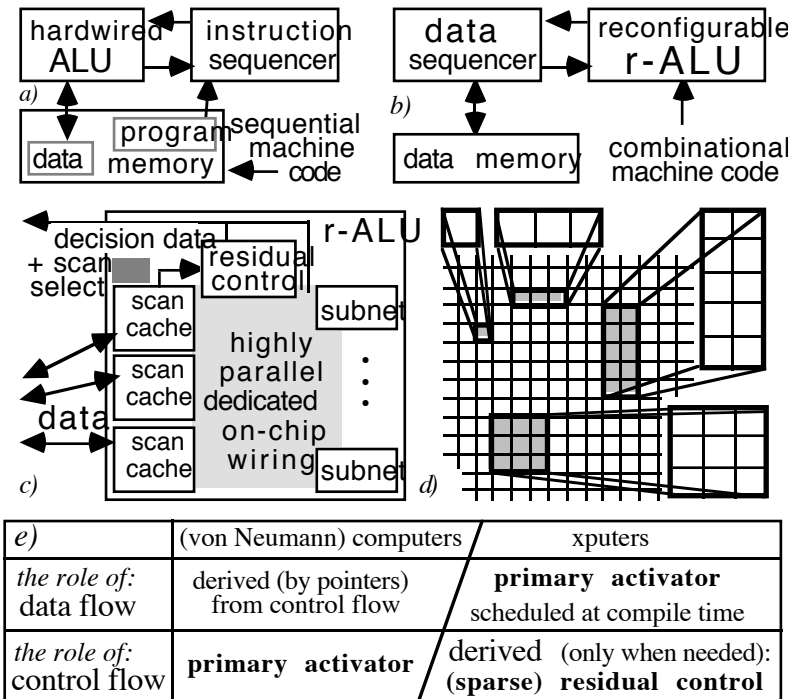 hardwired
ALU
instruction
sequencer
a)
program
data
memory
sequential
machine
code
data
sequencer
reconfigurable
r-ALU
b)
data memory
combinational
machine code
r-ALU
decision data
+ scan
select
residual
control
scan
cache
subnet
scan
cache
highly
parallel
dedicated
on-chip
wiring
data
scan
cache
subnet
c)
d)
e)
(von Neumann) computers
xputers
the role of:
data flow
derived (by pointers)
from control flow
primary activator
scheduled at compile time
the role of:
control flow
primary activator
derived (only when needed):
(sparse) residual control